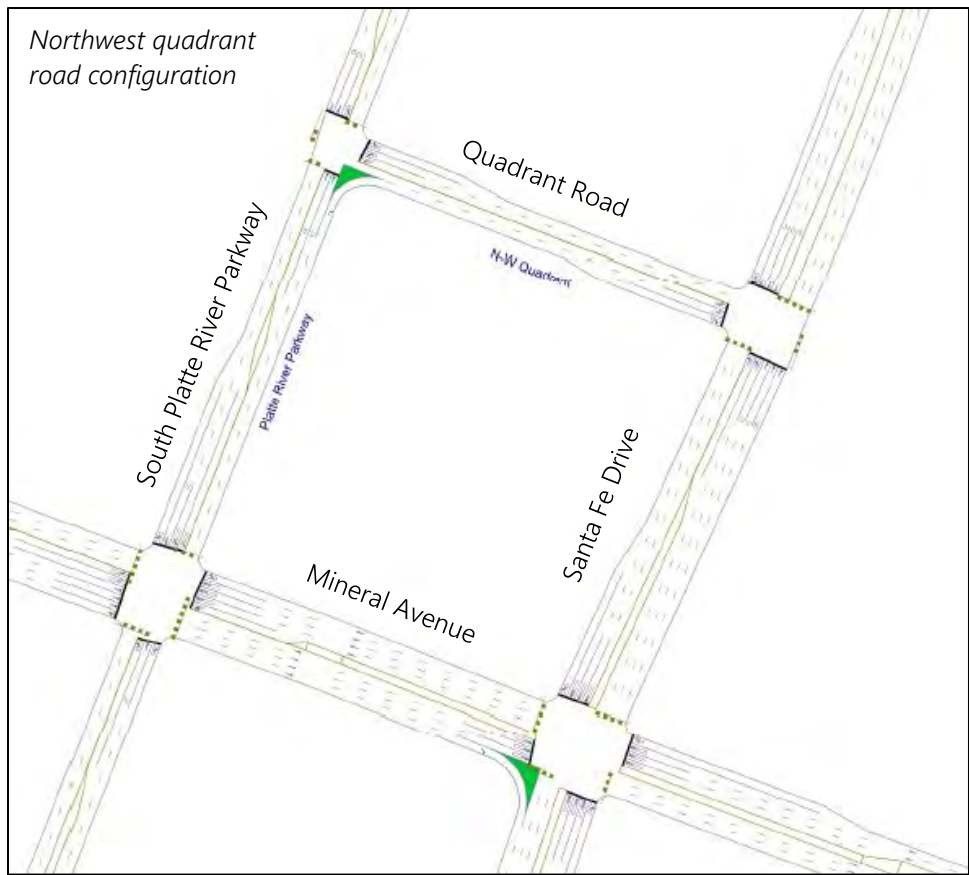 Northwest quadrant
road configuration
Quadrant Road
N-W Quadrant
South Platte River Parkway
Platte River Parkway
Santa Fe Drive
Mineral Avenue